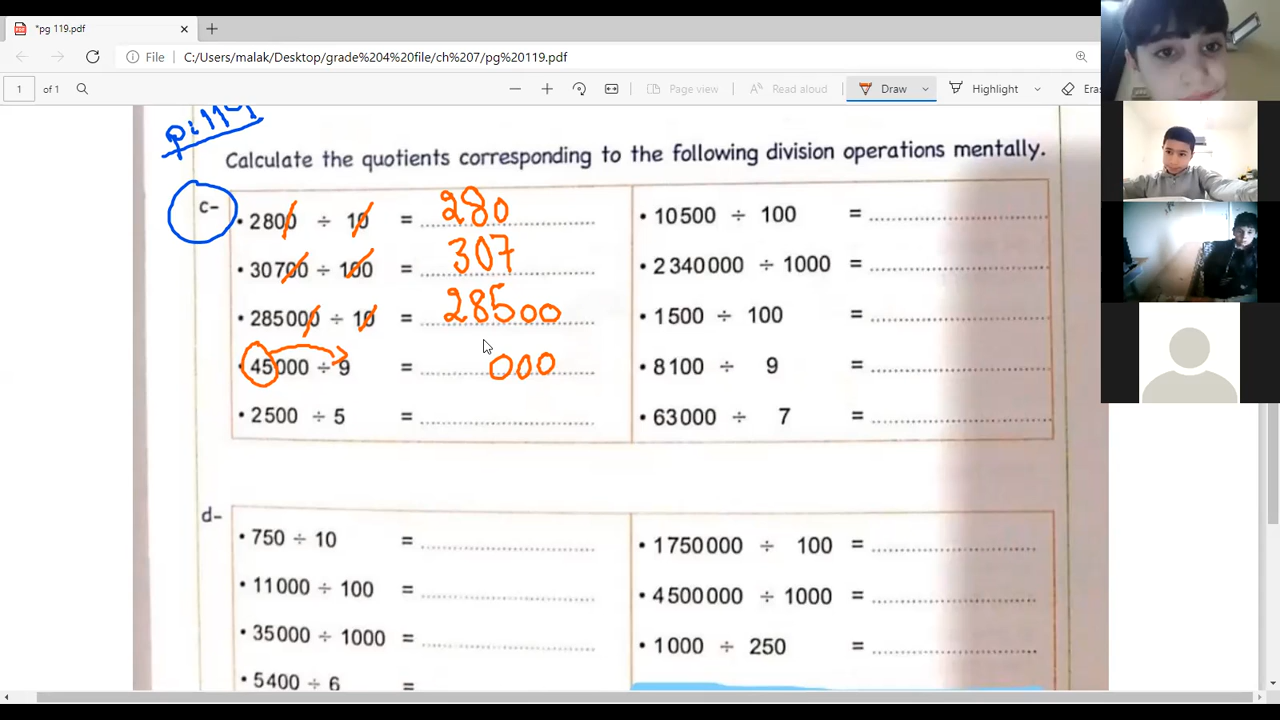 *pg 119.pdf
File C:/Users/malak/Desktop/grade%204%20file/ch%207/pg%20119.pdf
1 of 1 Page view Read aloud Draw Highlight Eras
Calculate the quotients corresponding to the following division operations mentally.
c-
• 2800 ÷ 10 = 280
• 30700 ÷ 100 = 307
• 285000 ÷ 10 = 28500
• 45000 ÷ 9 = 000
• 2500 ÷ 5 =
• 10500 ÷ 100 =
• 2340000 ÷ 1000 =
• 1500 ÷ 100 =
• 8100 ÷ 9 =
• 63000 ÷ 7 =
d-
• 750 ÷ 10 =
• 11000 ÷ 100 =
• 35000 ÷ 1000 =
• 5400 ÷ 6 =
• 1750000 ÷ 100 =
• 4500000 ÷ 1000 =
• 1000 ÷ 250 =